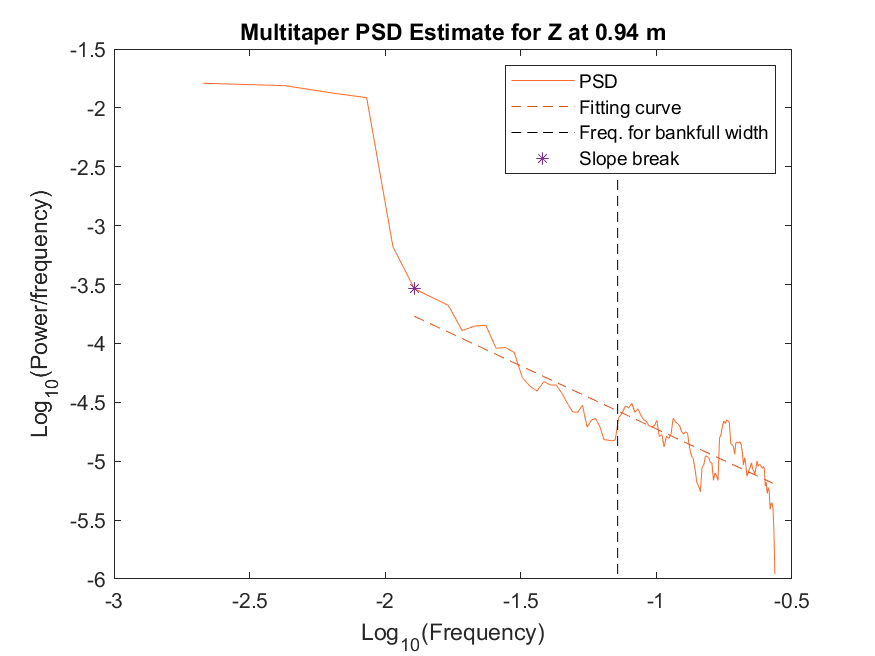 Multitaper PSD Estimate for Z at 0.94 m
PSD
Fitting curve
Freq. for bankfull width
Slope break
-1.5
-2
-2.5
-3
-3.5
-4
-4.5
-5
-5.5
-6
Log10(Power/frequency)
-3
-2.5
-2
-1.5
-1
-0.5
Log10(Frequency)